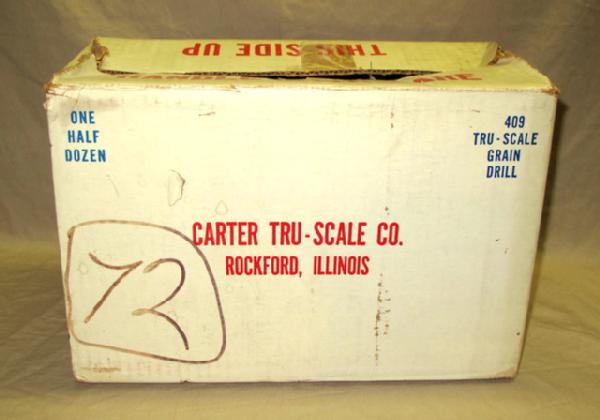 THIS SIDE UP
ONE
HALF
DOZEN
409
TRU-SCALE
GRAIN
DRILL
CARTER TRU-SCALE CO.
ROCKFORD, ILLINOIS
72